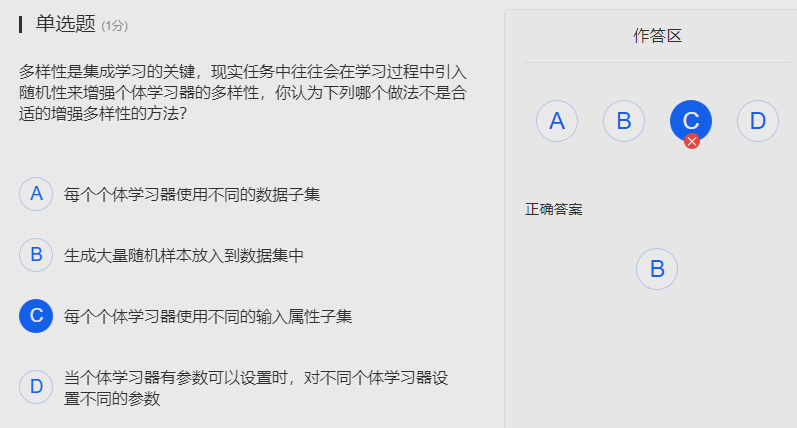 单选题 (1分)
多样性是集成学习的关键，现实任务中往往会在学习过程中引入
随机性来增强个体学习器的多样性，你认为下列哪个做法不是合
适的增强多样性的方法？
A 每个个体学习器使用不同的数据子集
B 生成大量随机样本放入到数据集中
C 每个个体学习器使用不同的输入属性子集
D 当个体学习器有参数可以设置时，对不同个体学习器设
置不同的参数
作答区
A B C D
正确答案
B